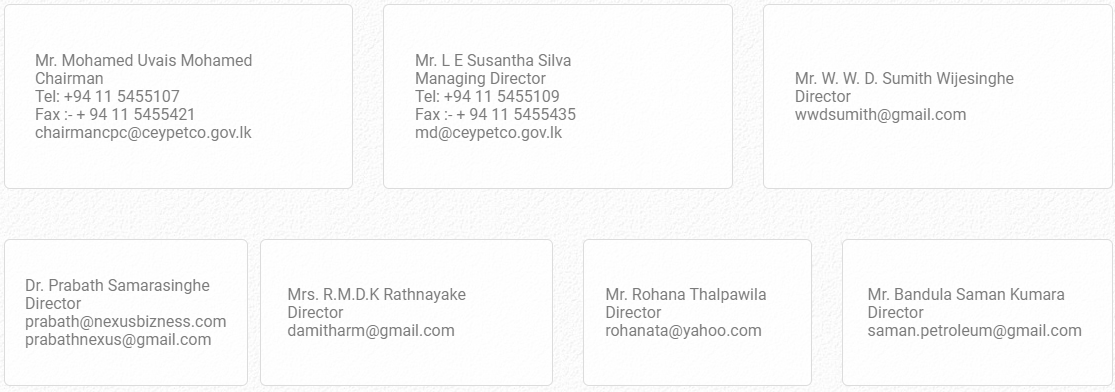 Mr. Mohamed Uvais Mohamed
Chairman
Tel: +94 11 5455107
Fax :- + 94 11 5455421
chairmancpc@ceypetco.gov.lk
Mr. L E Susantha Silva
Managing Director
Tel: +94 11 5455109
Fax :- + 94 11 5455435
md@ceypetco.gov.lk
Mr. W. W. D. Sumith Wijesinghe
Director
wwdsumith@gmail.com
Dr. Prabath Samarasinghe
Director
prabath@nexusbizness.com
prabathnexus@gmail.com
Mrs. R.M.D.K Rathnayake
Director
damitharm@gmail.com
Mr. Rohana Thalpawila
Director
rohanata@yahoo.com
Mr. Bandula Saman Kumara
Director
saman.petroleum@gmail.com